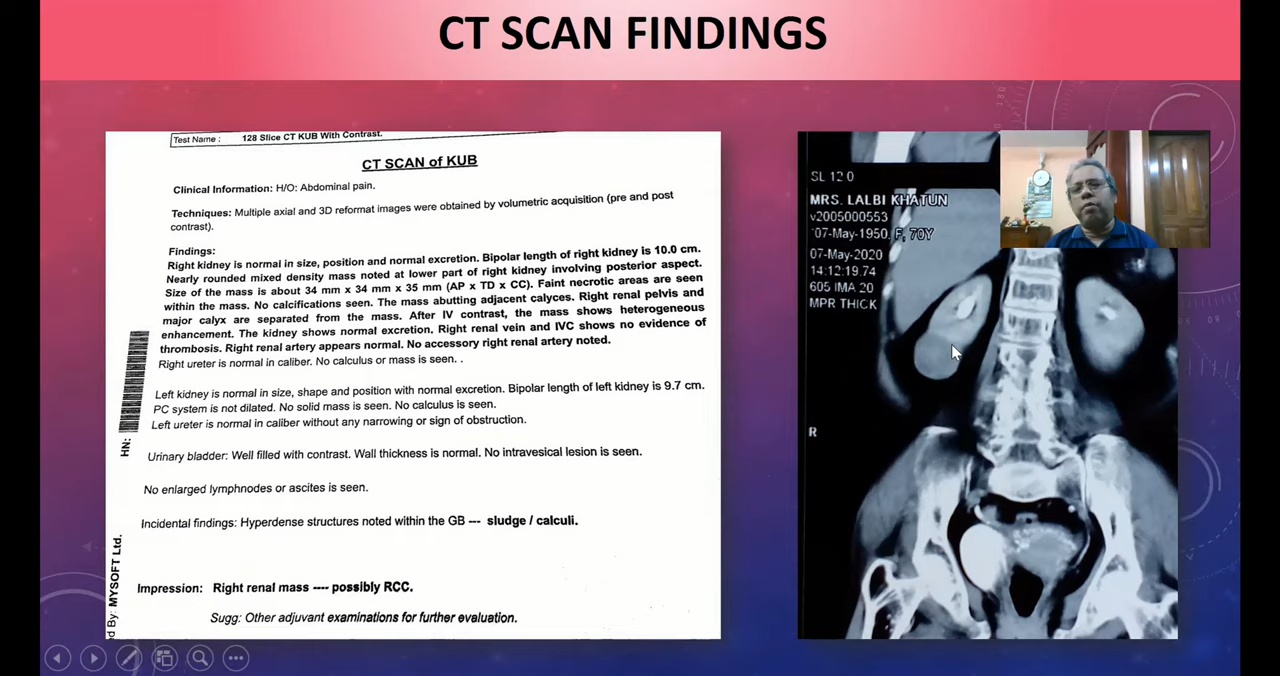 CT SCAN FINDINGS
Test Name : 128 Slice CT KUB With Contrast.
CT SCAN of KUB
Clinical Information: H/O: Abdominal pain.
Techniques: Multiple axial and 3D reformat images were obtained by volumetric acquisition (pre and post
contrast).
Findings:
Right kidney is normal in size, position and normal excretion. Bipolar length of right kidney is 10.0 cm.
Nearly rounded mixed density mass noted at lower part of right kidney involving posterior aspect.
Size of the mass is about 34 mm x 34 mm x 35 mm (AP x TD x CC). Faint necrotic areas are seen
within the mass. No calcifications seen. The mass abutting adjacent calyces. Right renal pelvis and
major calyx are separated from the mass. After IV contrast, the mass shows heterogeneous
enhancement. The kidney shows normal excretion. Right renal vein and IVC shows no evidence of
thrombosis. Right renal artery appears normal. No accessory right renal artery noted.
Right ureter is normal in caliber. No calculus or mass is seen. .
Left kidney is normal in size, shape and position with normal excretion. Bipolar length of left kidney is 9.7 cm.
PC system is not dilated. No solid mass is seen. No calculus is seen.
Left ureter is normal in caliber without any narrowing or sign of obstruction.
Urinary bladder: Well filled with contrast. Wall thickness is normal. No intravesical lesion is seen.
No enlarged lymphnodes or ascites is seen.
Incidental findings: Hyperdense structures noted within the GB --- sludge / calculi.
Impression: Right renal mass ---- possibly RCC.
Sugg: Other adjuvant examinations for further evaluation.
HN:
d By: MYSOFT Ltd.
SL 12 0
MRS. LALBI KHATUN
v2005000553
*07-May-1950, F, 70Y
07-May-2020
14:12:19.74
605 IMA 20
MPR THICK
R